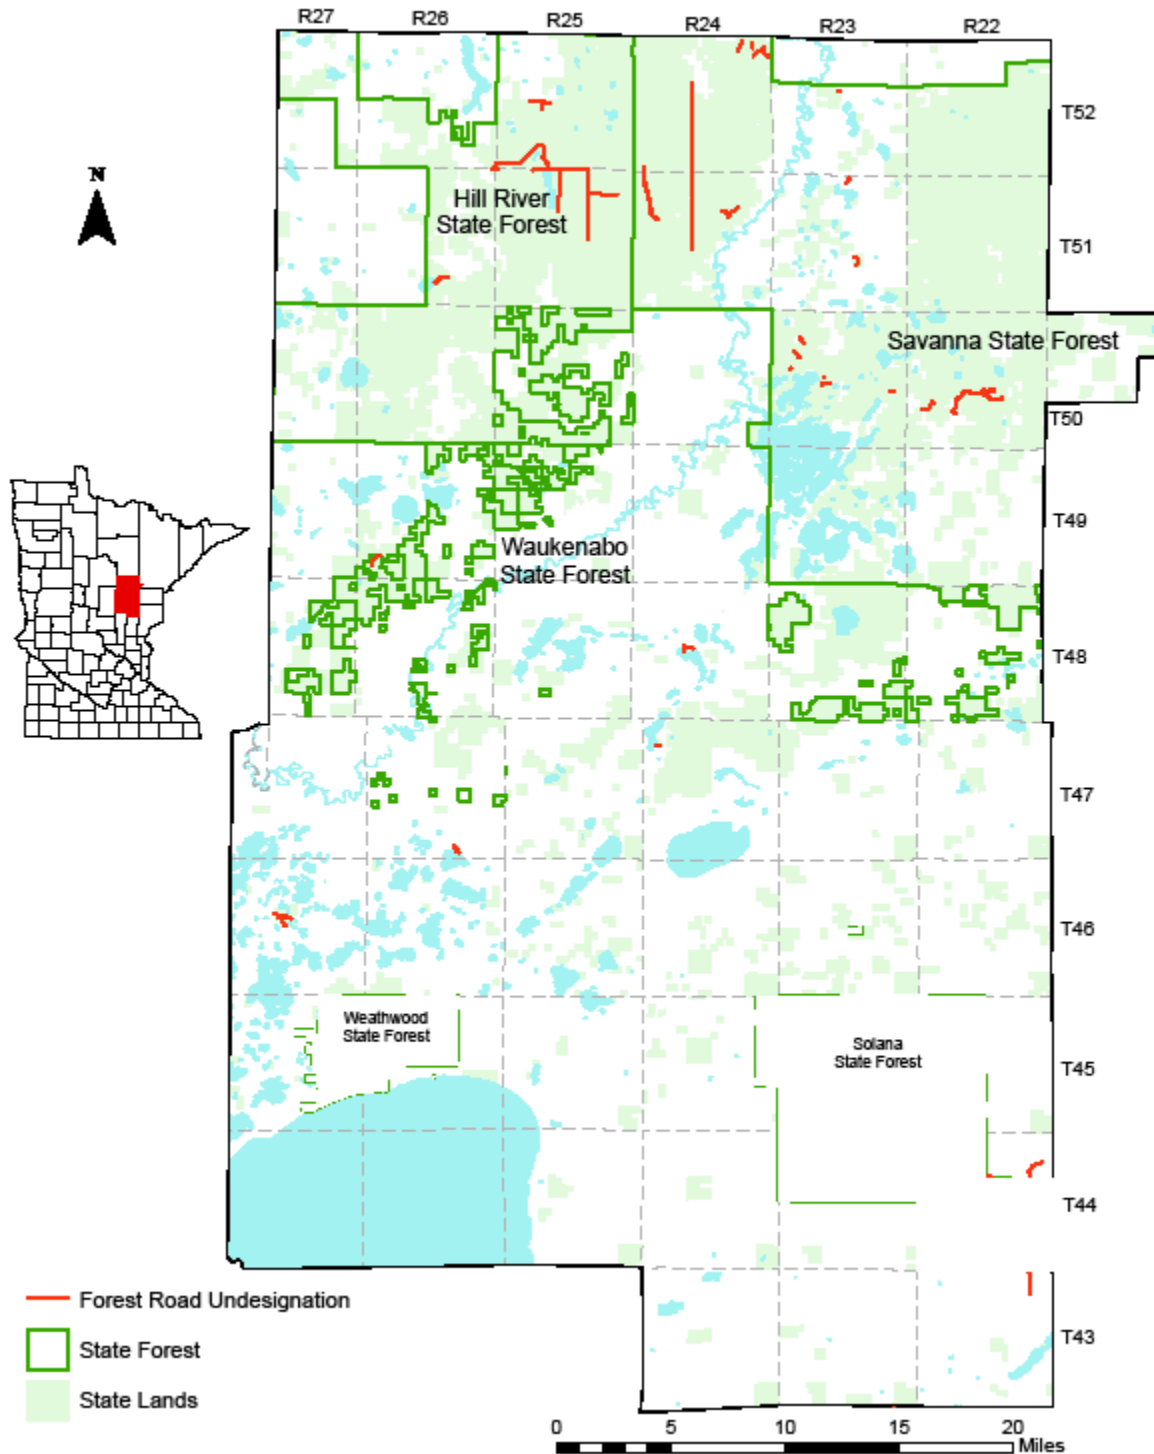 R27 R26 R25 R24 R23 R22
T52
N
Hill River
State Forest
T51
Savanna State Forest
T50
T49
Waukenabo
State Forest
T48
T47
T46
Weathwood
State Forest
Solana
State Forest
T45
T44
Forest Road Undesignation
State Forest
T43
State Lands
0 5 10 15 20
Miles